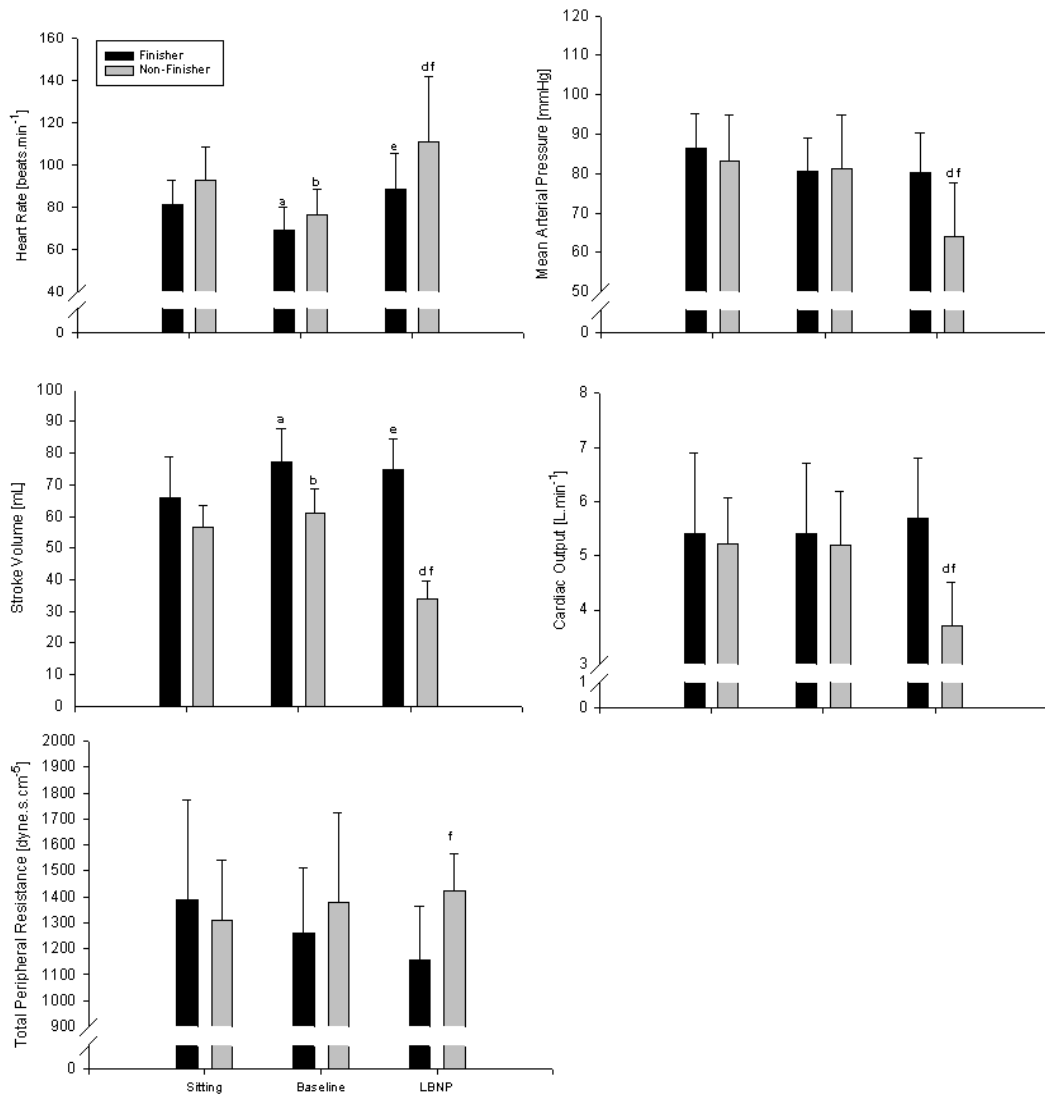 Heart Rate [beats.min-1]
160
140
120
100
80
60
40
0
Finisher
Non-Finisher
a
b
e
df
Mean Arterial Pressure [mmHg]
120
110
100
90
80
70
60
50
0
df
Stroke Volume [mL]
100
90
80
70
60
50
40
30
20
10
0
a
b
e
df
Cardiac Output [L.min-1]
8
7
6
5
4
3
1
0
df
Total Peripheral Resistance [dyne.s.cm-5]
2000
1900
1800
1700
1600
1500
1400
1300
1200
1100
1000
900
0
f
Sitting
Baseline
LBNP